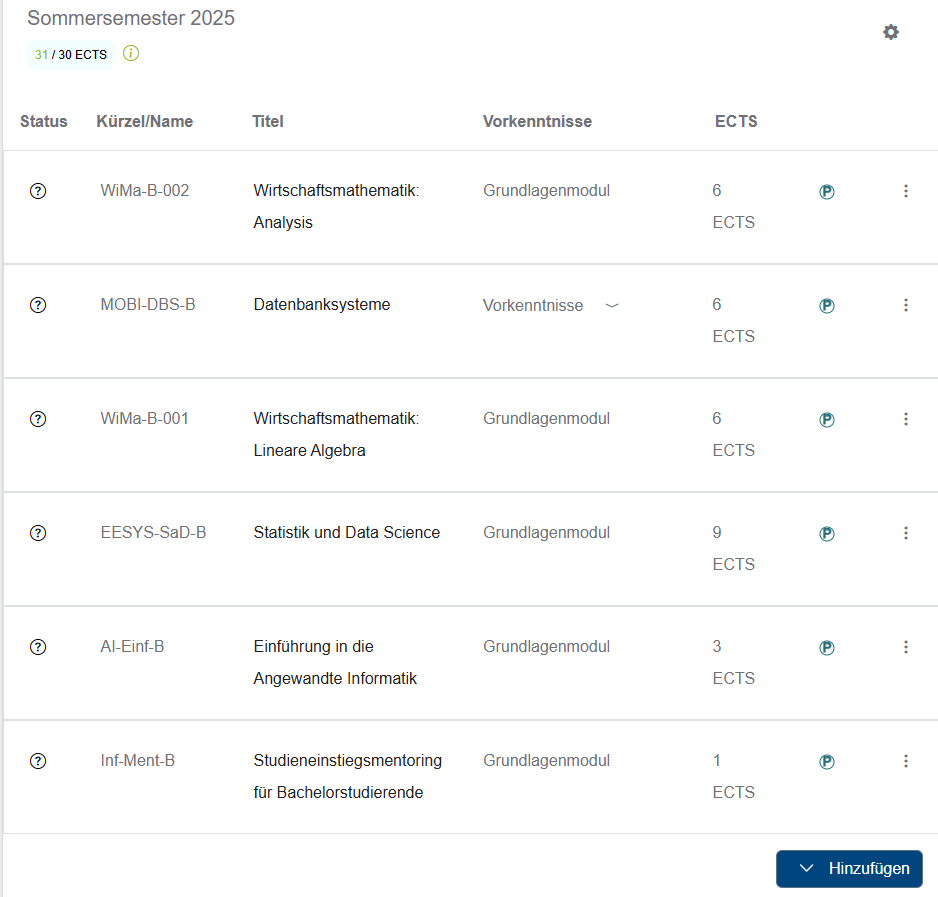 Sommersemester 2025
31 / 30 ECTS
Status Kürzel/Name Titel Vorkenntnisse ECTS
WiMa-B-002 Wirtschaftsmathematik: Grundlagenmodul 6 P
Analysis ECTS
MOBI-DBS-B Datenbanksysteme Vorkenntnisse 6 P
ECTS
WiMa-B-001 Wirtschaftsmathematik: Grundlagenmodul 6 P
Lineare Algebra ECTS
EESYS-SaD-B Statistik und Data Science Grundlagenmodul 9 P
ECTS
AI-Einf-B Einführung in die Grundlagenmodul 3 P
Angewandte Informatik ECTS
Inf-Ment-B Studieneinstiegsmentoring Grundlagenmodul 1 P
für Bachelorstudierende ECTS
Hinzufügen